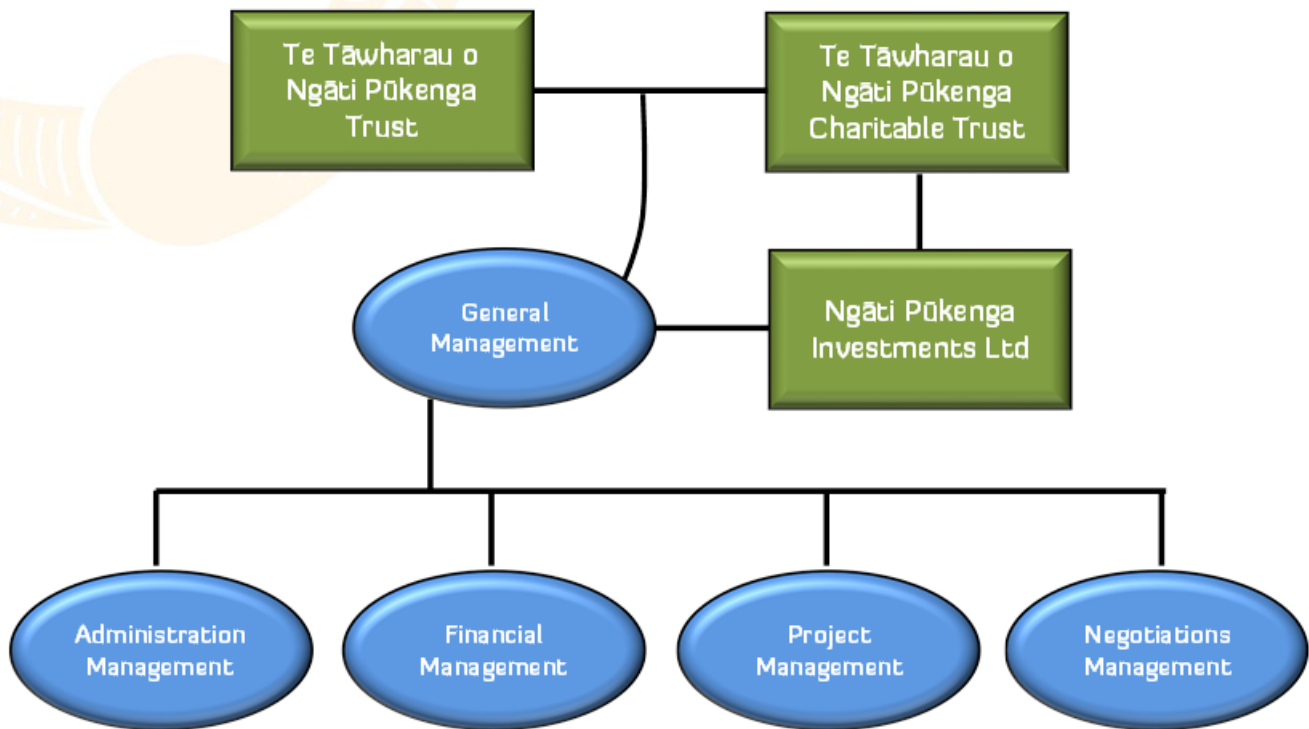 Te Tāwharau o
Ngāti Pūkenga
Trust
Te Tāwharau o
Ngāti Pūkenga
Charitable Trust
General
Management
Ngāti Pūkenga
Investments Ltd
Administration
Management
Financial
Management
Project
Management
Negotiations
Management